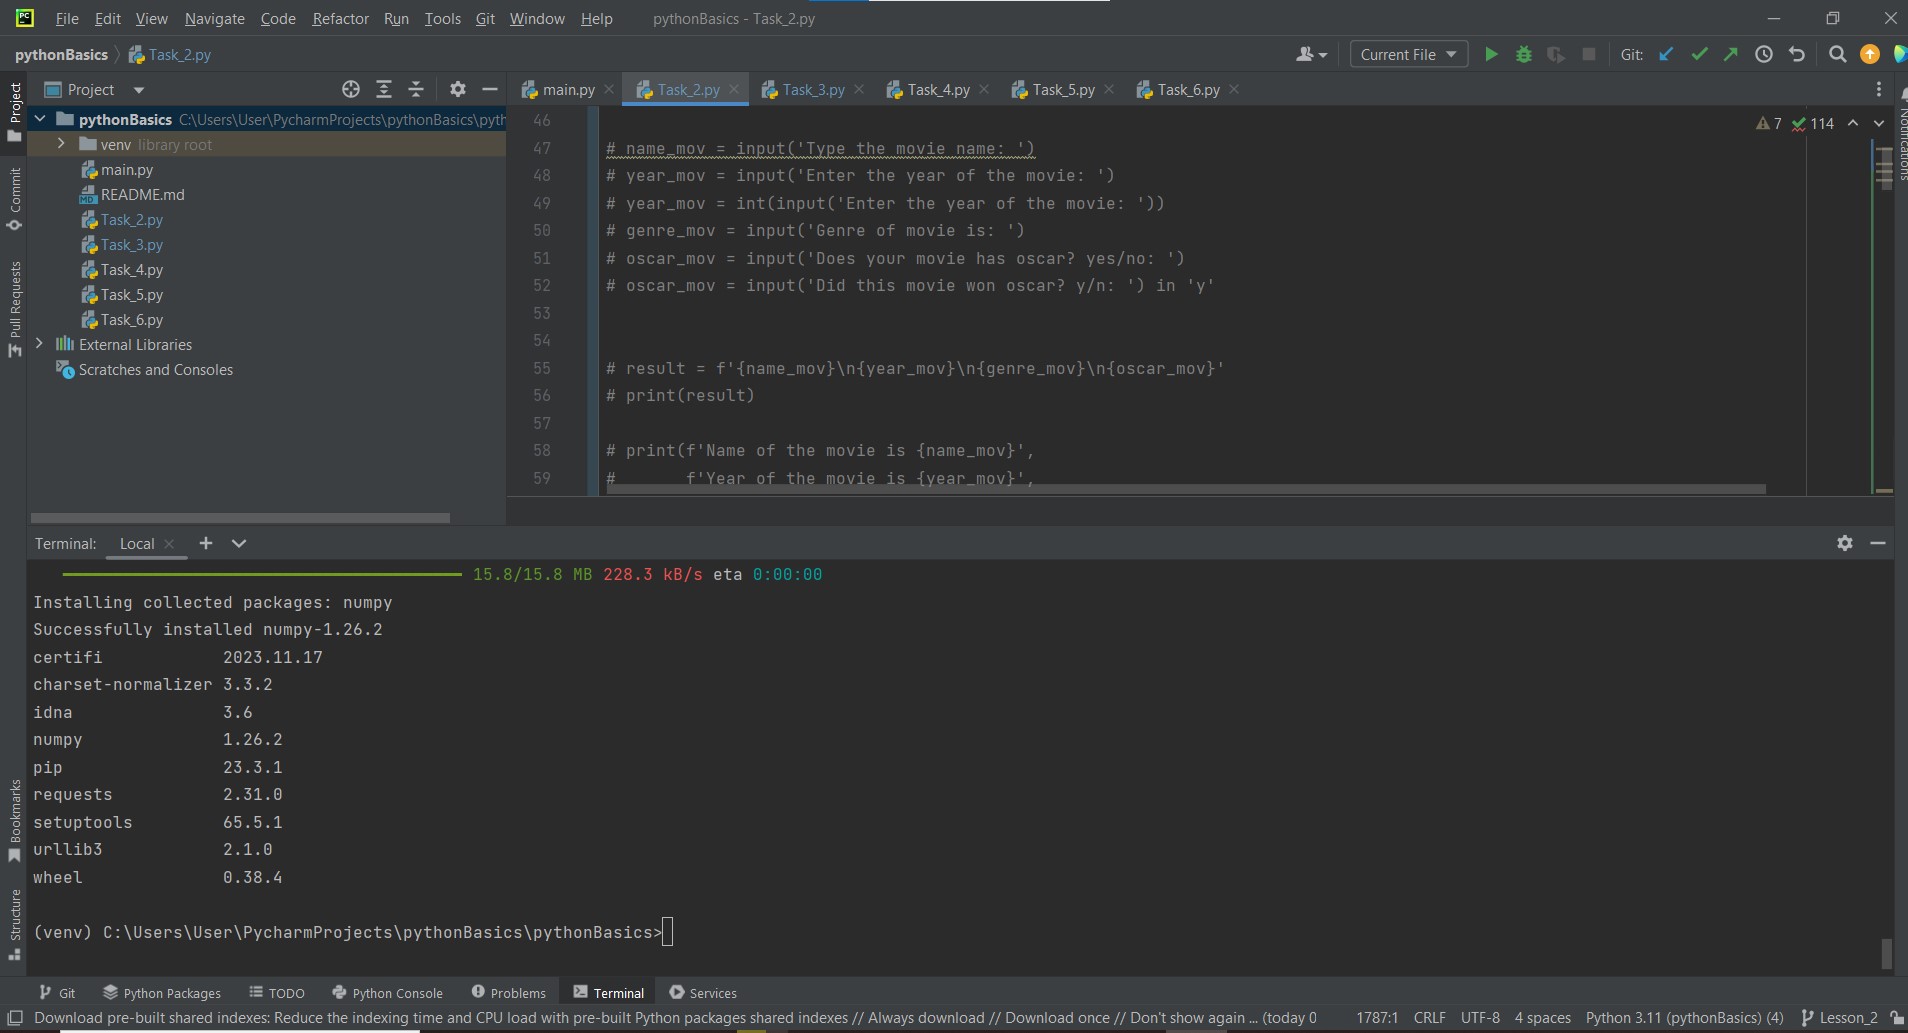 PC File Edit View Navigate Code Refactor Run Tools Git Window Help pythonBasics - Task_2.py
pythonBasics Task_2.py Current File Git:
Project
main.py Task_2.py Task_3.py Task_4.py Task_5.py Task_6.py
pythonBasics C:\Users\User\PycharmProjects\pythonBasics\pyth
venv library root
main.py
README.md
Task_2.py
Task_3.py
Task_4.py
Task_5.py
Task_6.py
External Libraries
Scratches and Consoles
Project
Commit
Pull Requests
Bookmarks
Structure
Notifications
7 114
46
47 # name_mov = input('Type the movie name: ')
48 # year_mov = input('Enter the year of the movie: ')
49 # year_mov = int(input('Enter the year of the movie: '))
50 # genre_mov = input('Genre of movie is: ')
51 # oscar_mov = input('Does your movie has oscar? yes/no: ')
52 # oscar_mov = input('Did this movie won oscar? y/n: ') in 'y'
53
54
55 # result = f'{name_mov}\n{year_mov}\n{genre_mov}\n{oscar_mov}'
56 # print(result)
57
58 # print(f'Name of the movie is {name_mov}',
59 #       f'Year of the movie is {year_mov}',
Terminal: Local
15.8/15.8 MB 228.3 kB/s eta 0:00:00
Installing collected packages: numpy
Successfully installed numpy-1.26.2
certifi            2023.11.17
charset-normalizer 3.3.2
idna               3.6
numpy              1.26.2
pip                23.3.1
requests           2.31.0
setuptools         65.5.1
urllib3            2.1.0
wheel              0.38.4
(venv) C:\Users\User\PycharmProjects\pythonBasics\pythonBasics>
Git Python Packages TODO Python Console Problems Terminal Services
Download pre-built shared indexes: Reduce the indexing time and CPU load with pre-built Python packages shared indexes // Always download // Download once // Don't show again ... (today 0 1787:1 CRLF UTF-8 4 spaces Python 3.11 (pythonBasics) (4) Lesson_2